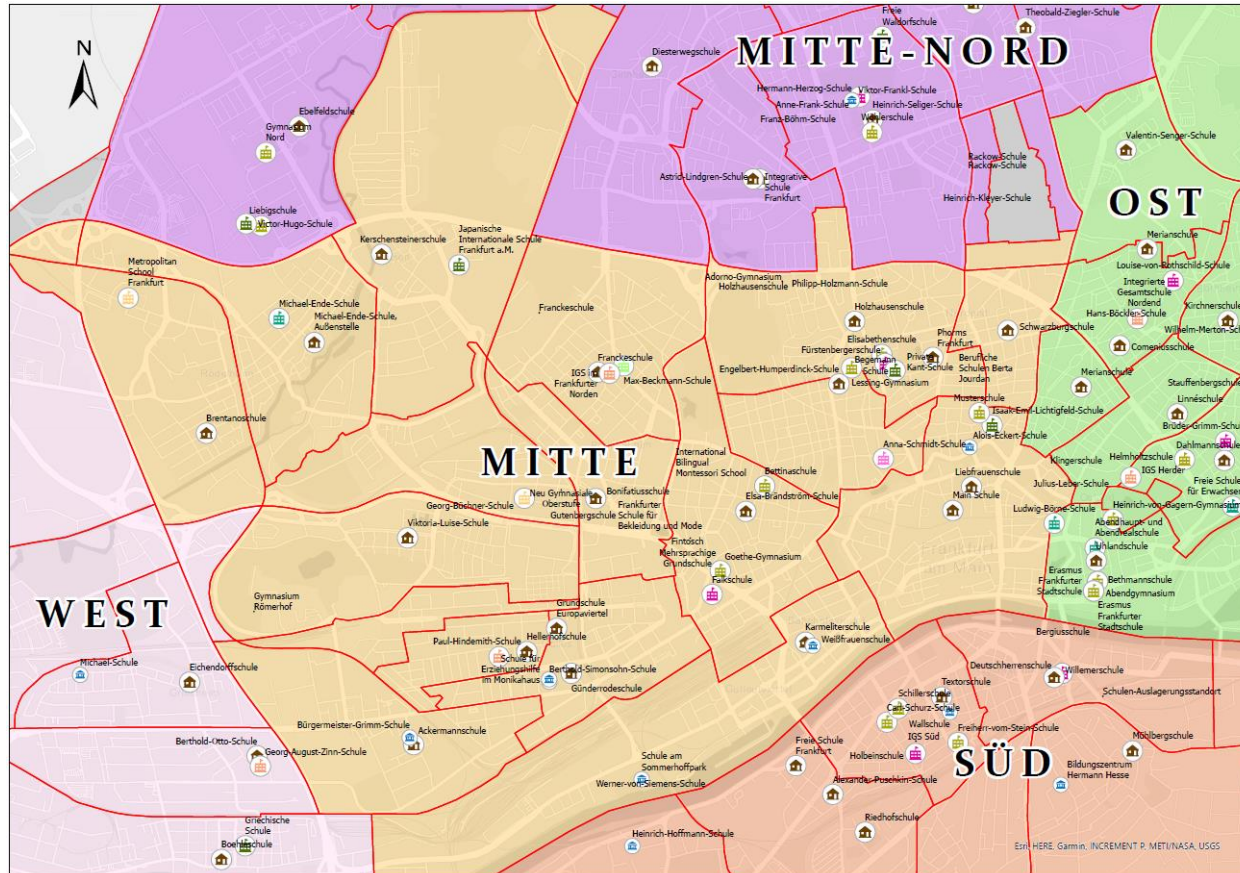 N
MITTE-NORD
OST
MITTE
WEST
SÜD
Freie
Waldorfschule
Theobald-Ziegler-Schule
Diesterwegschule
Hermann-Herzog-Schule
Viktor-Frankl-Schule
Anne-Frank-Schule
Heinrich-Seliger-Schule
Franz-Böhm-Schule
Wöhlerschule
Ebelfeldschule
Gymnasium
Nord
Valentin-Senger-Schule
Rackow-Schule
Rackow-Schule
Astrid-Lindgren-Schule
Integrative
Schule
Frankfurt
Heinrich-Kleyer-Schule
Liebigschule
Victor-Hugo-Schule
Kerschensteinerschule
Japanische
Internationale Schule
Frankfurt a.M.
Merianschule
Louise-von-Rothschild-Schule
Metropolitan
School
Frankfurt
Adorno-Gymnasium
Holzhausenschule
Philipp-Holzmann-Schule
Integrierte
Gesamtschule
Nordend
Hans-Böckler-Schule
Kirchnerschule
Michael-Ende-Schule
Michael-Ende-Schule,
Außenstelle
Franckeschule
Holzhausenschule
Schwarzburgschule
Elisabethenschule
Fürstenbergerschule
Phorms
Frankfurt
Comeniusschule
Franckeschule
IGS im
Frankfurter
Norden
Max-Beckmann-Schule
Engelbert-Humperdinck-Schule
Begemann
Schule
Private
Kant-Schule
Lessing-Gymnasium
Berufliche
Schulen Berta
Jourdan
Merianschule
Stauffenbergschule
Linnéschule
Musterschule
Isaak-Emil-Lichtigfeld-Schule
Brentanoschule
Anna-Schmidt-Schule
Alois-Eckert-Schule
Dahlmannschule
International
Bilingual
Montessori School
Klingerschule
Helmholtzschule
IGS Herder
Bettinaschule
Liebfrauenschule
Julius-Leber-Schule
Freie Schule
Neu Gymnasiale
Oberstufe
Bonifatiusschule
Georg-Büchner-Schule
Gutenbergschule
Frankfurter
Schule für
Bekleidung und Mode
Elsa-Brändström-Schule
Main Schule
Ludwig-Börne-Schule
Heinrich-von-Gagern-Gymnasium
Viktoria-Luise-Schule
Abendhaupt- und
Abendrealschule
Uhlandschule
Fintosch
Mehrsprachige
Grundschule
Goethe-Gymnasium
Falkschule
Erasmus
Frankfurter
Stadtschule
Bethmannschule
Abendgymnasium
Erasmus
Frankfurter
Stadtschule
Gymnasium
Römerhof
Grundschule
Europaviertel
Paul-Hindemith-Schule
Hellerhofschule
Karmeliterschule
Weißfrauenschule
Bergiusschule
Michael-Schule
Eichendorffschule
Schule für
Erziehungshilfe
im Monikahaus
Berthold-Simonsohn-Schule
Günderrodeschule
Deutschherrenschule
Willemerschule
Textorschule
Schillerschule
Schulen-Auslagerungsstandort
Carl-Schurz-Schule
Bürgermeister-Grimm-Schule
Ackermannschule
Wallschule
Freiherr-vom-Stein-Schule
IGS Süd
Berthold-Otto-Schule
Georg-August-Zinn-Schule
Holbeinschule
Mühlbergschule
Freie Schule
Frankfurt
Schule am
Sommerhoffpark
Werner-von-Siemens-Schule
Bildungszentrum
Hermann Hesse
Alexander-Puschkin-Schule
Griechische
Schule
Boehleschule
Heinrich-Hoffmann-Schule
Riedhofschule
Esri, HERE, Garmin, INCREMENT P, METI/NASA, USGS